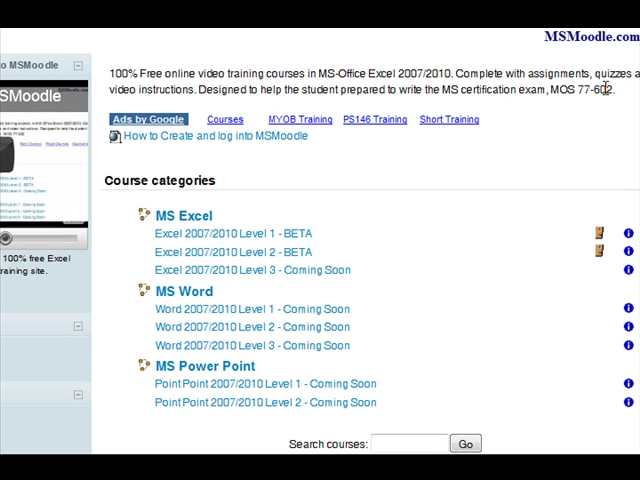 MSMoodle.com
to MSMoodle
100% Free online video training courses in MS-Office Excel 2007/2010. Complete with assignments, quizzes a
video instructions. Designed to help the student prepared to write the MS certification exam, MOS 77-602.
SMoodle
Ads by Google Courses MYOB Training PS146 Training Short Training
How to Create and log into MSMoodle
Course categories
MS Excel
Excel 2007/2010 Level 1 - BETA
Excel 2007/2010 Level 2 - BETA
100% free Excel
Excel 2007/2010 Level 3 - Coming Soon
raining site.
MS Word
Word 2007/2010 Level 1 - Coming Soon
Word 2007/2010 Level 2 - Coming Soon
Word 2007/2010 Level 3 - Coming Soon
MS Power Point
Point Point 2007/2010 Level 1 - Coming Soon
Point Point 2007/2010 Level 2 - Coming Soon
Search courses: Go